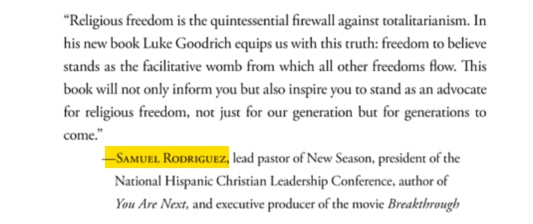 “Religious freedom is the quintessential firewall against totalitarianism. In
his new book Luke Goodrich equips us with this truth: freedom to believe
stands as the facilitative womb from which all other freedoms flow. This
book will not only inform you but also inspire you to stand as an advocate
for religious freedom, not just for our generation but for generations to
come.”
—Samuel Rodriguez, lead pastor of New Season, president of the
National Hispanic Christian Leadership Conference, author of
You Are Next, and executive producer of the movie Breakthrough